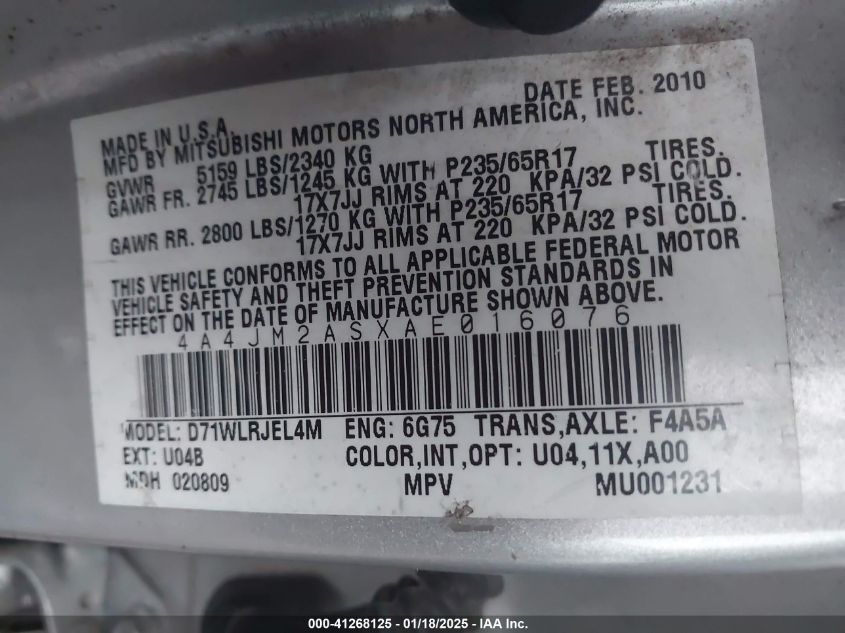 DATE FEB. 2010
MADE IN U.S.A.
MFD BY MITSUBISHI MOTORS NORTH AMERICA, INC.
GVWR 5159 LBS/2340 KG
GAWR FR. 2745 LBS/1245 KG WITH P235/65R17 TIRES.
17X7JJ RIMS AT 220 KPA/32 PSI COLD.
GAWR RR. 2800 LBS/1270 KG WITH P235/65R17 TIRES.
17X7JJ RIMS AT 220 KPA/32 PSI COLD.
THIS VEHICLE CONFORMS TO ALL APPLICABLE FEDERAL MOTOR
VEHICLE SAFETY AND THEFT PREVENTION STANDARDS IN
EFFECT ON THE DATE OF MANUFACTURE SHOWN ABOVE.
4A4JM2ASXAE016076
MODEL: D71WLRJEL4M ENG: 6G75 TRANS,AXLE: F4A5A
EXT: U04B COLOR,INT,OPT: U04,11X,A00
MDH 020809 MPV MU001231
000-41268125 / 01/18/2025 / IAA Inc.